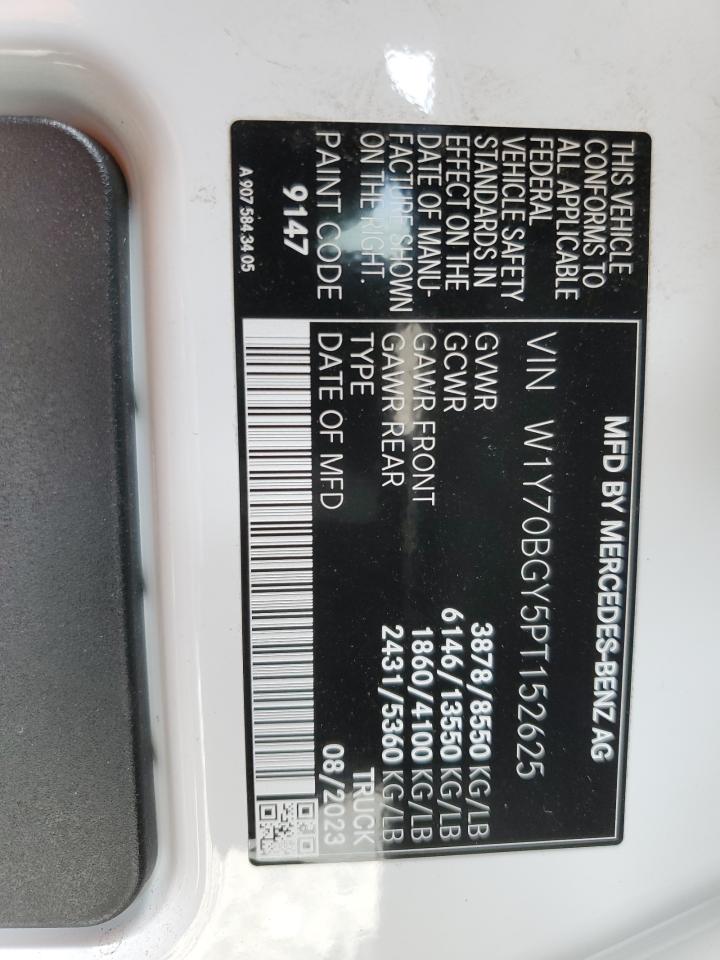 MFD BY MERCEDES-BENZ AG
THIS VEHICLE
CONFORMS TO
ALL APPLICABLE
FEDERAL
VEHICLE SAFETY
STANDARDS IN
EFFECT ON THE
DATE OF MANU-
FACTURE SHOWN
ON THE RIGHT.
PAINT CODE
9147
VIN W1Y70BGY5PT152625
GVWR 3878/8550 KG/LB
GCWR 6146/13550 KG/LB
GAWR FRONT 1860/4100 KG/LB
GAWR REAR 2431/5360 KG/LB
TYPE TRUCK
DATE OF MFD 08/2023
A 907 584 34 05